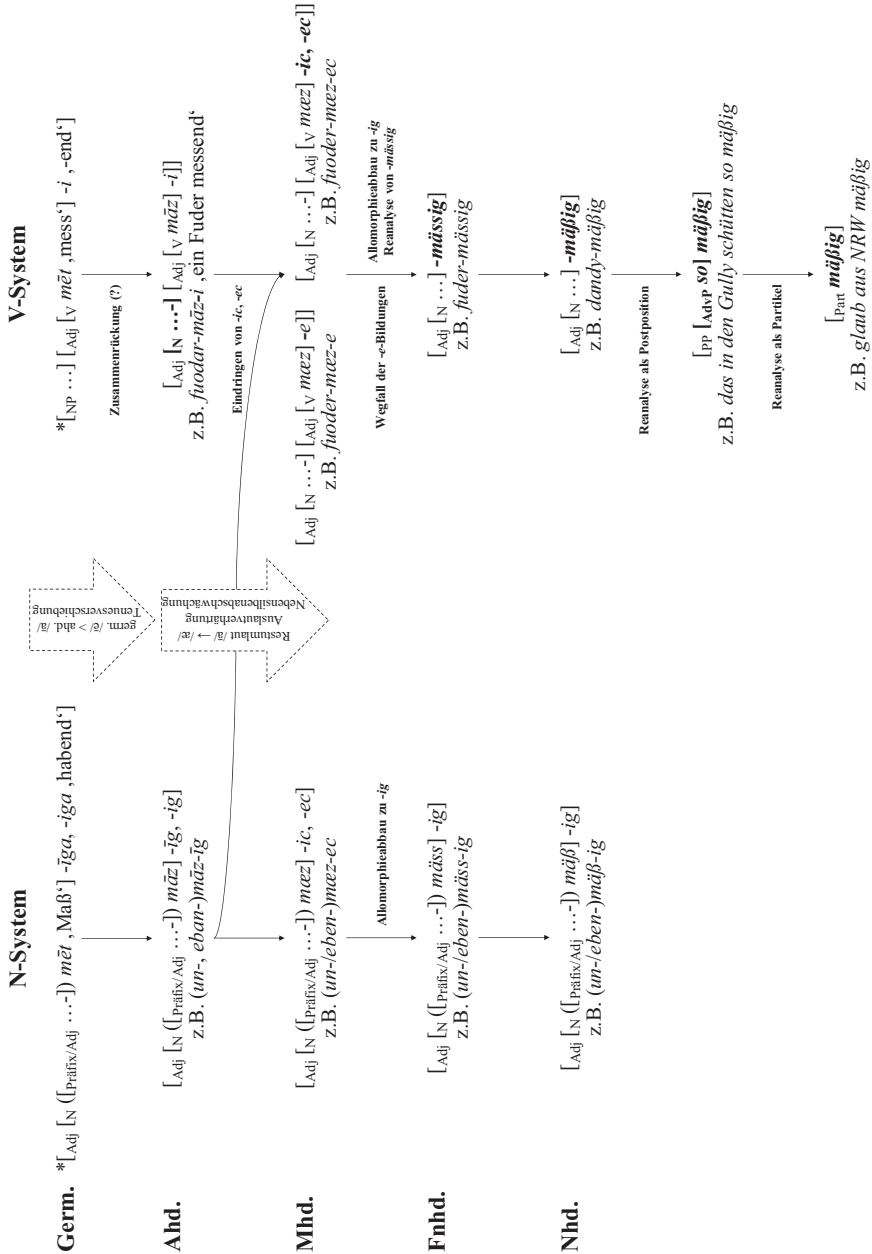 N-System
V-System
Germ.
*[Adj [N ([Präfix/Adj …-]) mēt ‚Maß‘] -īga, -iga ‚habend‘]
*[NP …] [Adj [V mēt ‚mess‘] -i ‚-end‘]
germ. /ē/ > ahd. /ā/
Tenuesverschiebung
Zusammenrückung (?)
Ahd.
[Adj [N ([Präfix/Adj …-]) māz] -īg, -ig]
z.B. (un-, eban-)māz-īg
[Adj [N …-] [Adj [V māz] -i]]
z.B. fuodar-māz-i ‚ein Fuder messend‘
Restumlaut /ā/ → /æ/
Auslautverhärtung
Nebensilbenabschwächung
Eindringen von -ic, -ec
Mhd.
[Adj [N ([Präfix/Adj …-]) mæz] -ic, -ec]
z.B. (un-/eben-)mæz-ec
[Adj [N …-] [Adj [V mæz] -e]]
z.B. fuoder-mæz-e
[Adj [N …-] [Adj [V mæz] -ic, -ec]]
z.B. fuoder-mæz-ec
Allomorphieabbau zu -ig
Wegfall der -e-Bildungen
Allomorphieabbau zu -ig
Reanalyse von -mässig
Fnhd.
[Adj [N ([Präfix/Adj …-]) mäss] -ig]
z.B. (un-/eben-)mäss-ig
[Adj [N …] -mässig]
z.B. fuder-mässig
Nhd.
[Adj [N ([Präfix/Adj …-]) mäß] -ig]
z.B. (un-/eben-)mäß-ig
[Adj [N …] -mäßig]
z.B. dandy-mäßig
Reanalyse als Postposition
[PP [AdvP so] mäßig]
z.B. das in den Gully schütten so mäßig
Reanalyse als Partikel
[Part mäßig]
z.B. glaub aus NRW mäßig